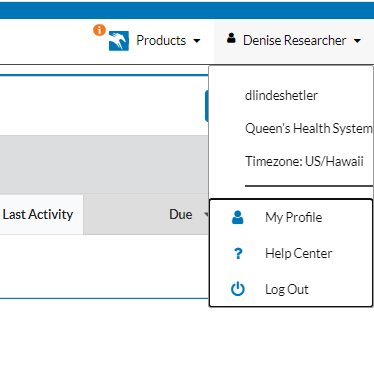 Products
Denise Researcher
dlindeshetler
Queen's Health System
Timezone: US/Hawaii
Last Activity
Due
My Profile
? Help Center
Log Out